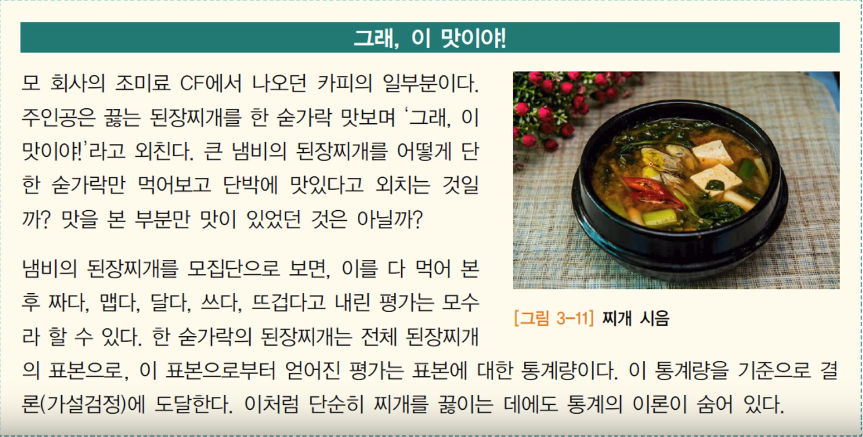 그래, 이 맛이야!
모 회사의 조미료 CF에서 나오던 카피의 일부분이다.
주인공은 끓는 된장찌개를 한 숟가락 맛보며 ‘그래, 이
맛이야!’라고 외친다. 큰 냄비의 된장찌개를 어떻게 단
한 숟가락만 먹어보고 단박에 맛있다고 외치는 것일
까? 맛을 본 부분만 맛이 있었던 것은 아닐까?
냄비의 된장찌개를 모집단으로 보면, 이를 다 먹어 본
후 짜다, 맵다, 달다, 쓰다, 뜨겁다고 내린 평가는 모수
라 할 수 있다. 한 숟가락의 된장찌개는 전체 된장찌개
의 표본으로, 이 표본으로부터 얻어진 평가는 표본에 대한 통계량이다. 이 통계량을 기준으로 결
론(가설검정)에 도달한다. 이처럼 단순히 찌개를 끓이는 데에도 통계의 이론이 숨어 있다.
[그림 3-11] 찌개 시음